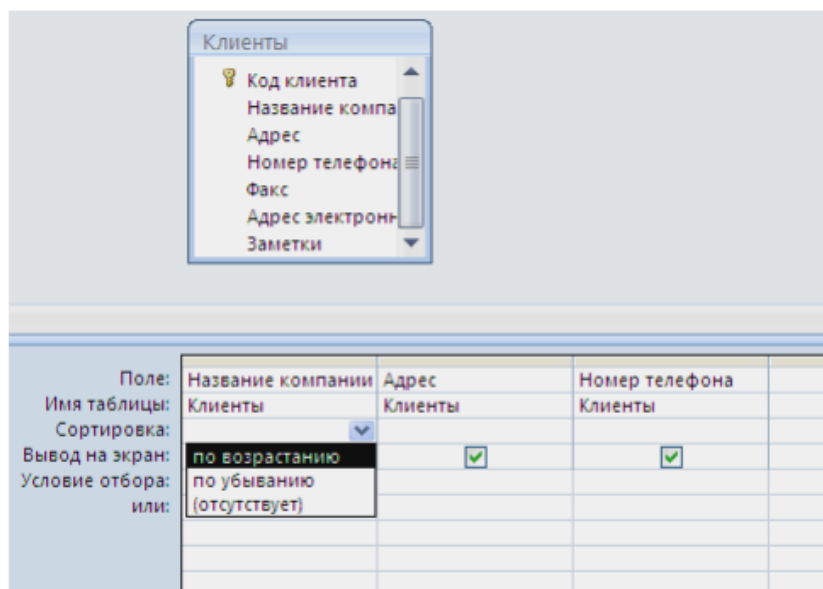 Клиенты
Код клиента
Название компа
Адрес
Номер телефона
Факс
Адрес электронн
Заметки
Поле: Название компании Адрес Номер телефона
Имя таблицы: Клиенты Клиенты Клиенты
Сортировка:
Вывод на экран: по возрастанию
Условие отбора: по убыванию
или: (отсутствует)